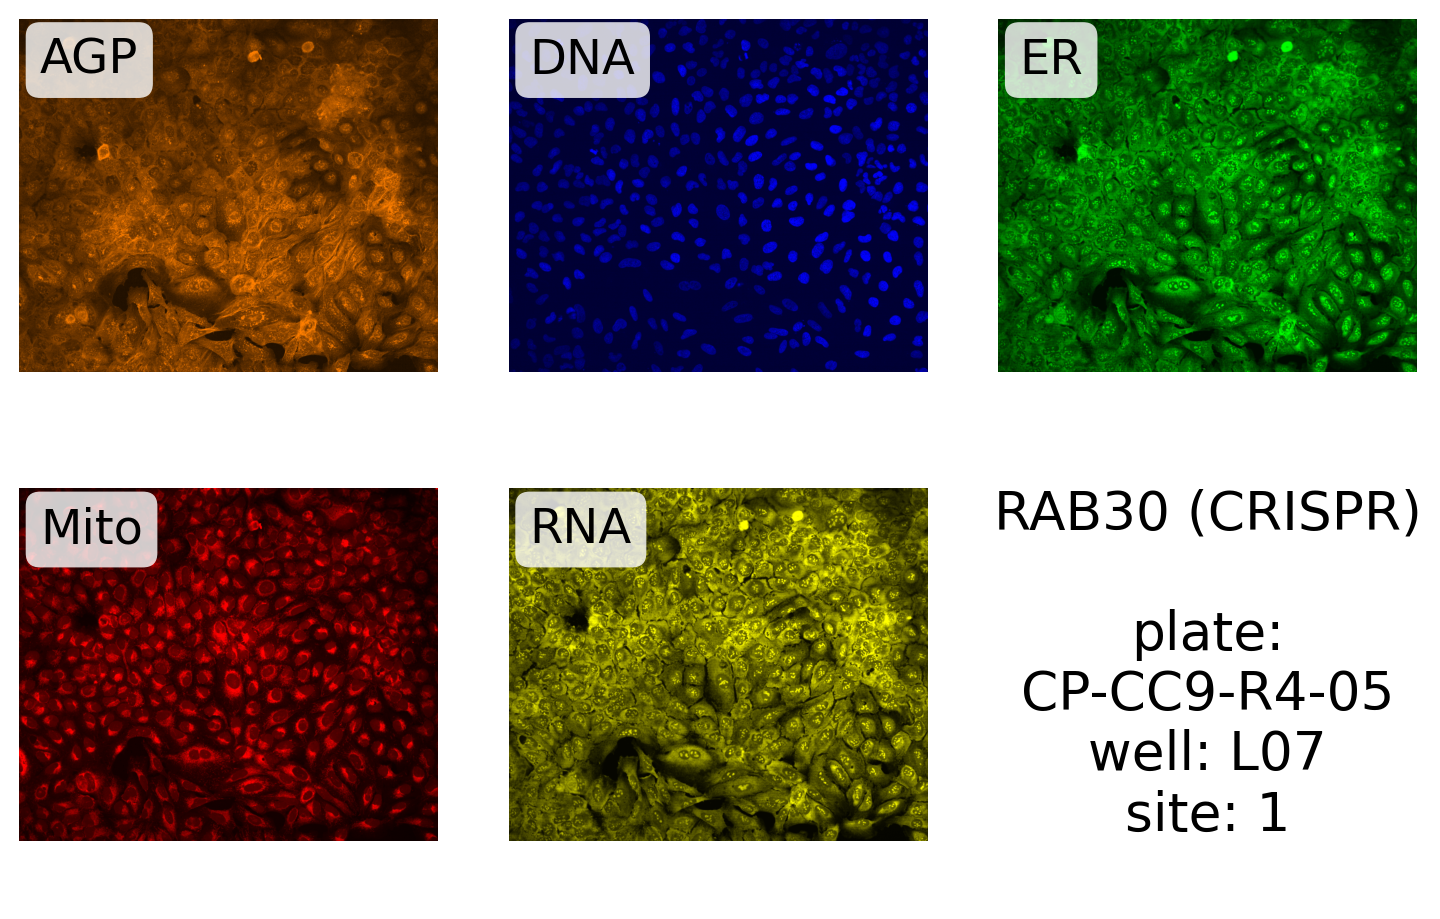 AGP
DNA
ER
Mito
RNA
RAB30 (CRISPR)
plate:
CP-CC9-R4-05
well: L07
site: 1